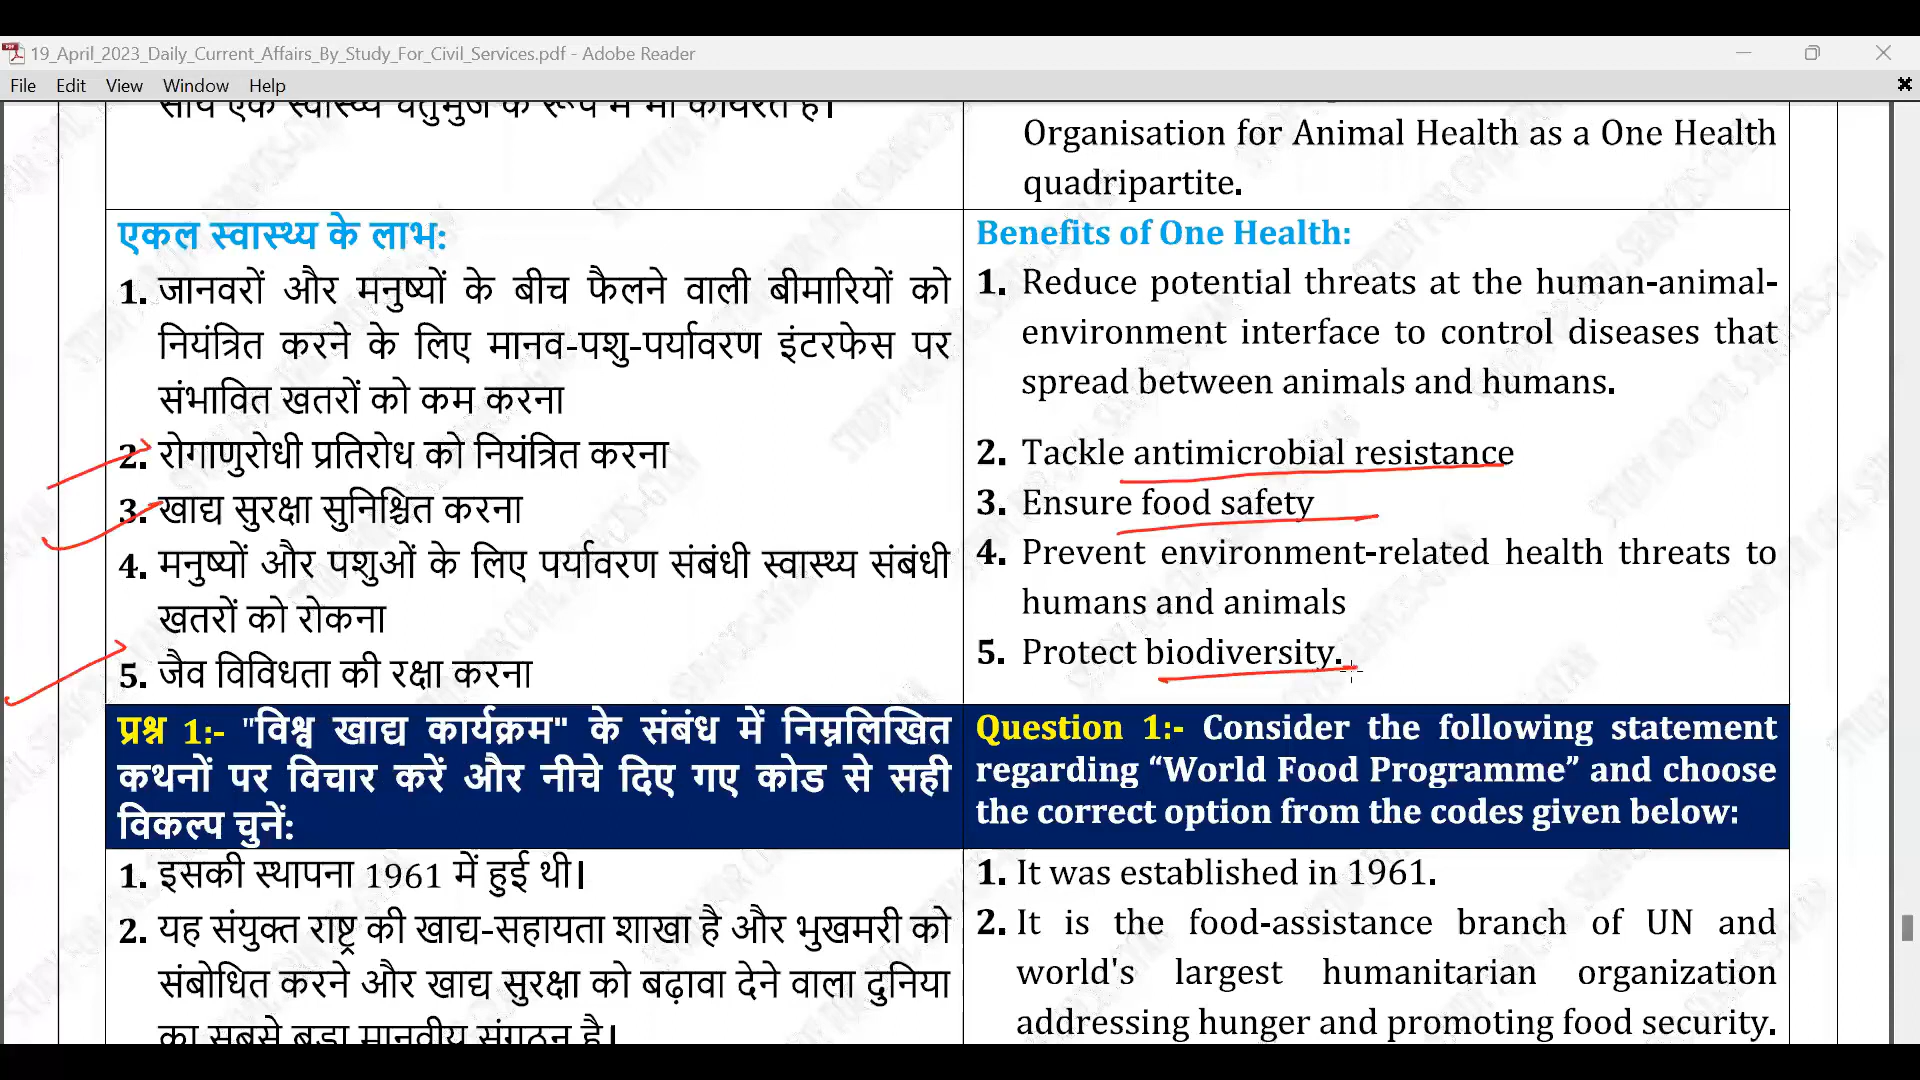 19_April_2023_Daily_Current_Affairs_By_Study_For_Civil_Services.pdf - Adobe Reader
File Edit View Window Help
Organisation for Animal Health as a One Health
quadripartite.
एकल स्वास्थ्य के लाभ:
1. जानवरों और मनुष्यों के बीच फैलने वाली बीमारियों को
नियंत्रित करने के लिए मानव-पशु-पर्यावरण इंटरफेस पर
संभावित खतरों को कम करना
2. रोगाणुरोधी प्रतिरोध को नियंत्रित करना
3. खाद्य सुरक्षा सुनिश्चित करना
4. मनुष्यों और पशुओं के लिए पर्यावरण संबंधी स्वास्थ्य संबंधी
खतरों को रोकना
5. जैव विविधता की रक्षा करना
Benefits of One Health:
1. Reduce potential threats at the human-animal-
environment interface to control diseases that
spread between animals and humans.
2. Tackle antimicrobial resistance
3. Ensure food safety
4. Prevent environment-related health threats to
humans and animals
5. Protect biodiversity.
प्रश्न 1:- "विश्व खाद्य कार्यक्रम" के संबंध में निम्नलिखित
कथनों पर विचार करें और नीचे दिए गए कोड से सही
विकल्प चुनें:
Question 1:- Consider the following statement
regarding “World Food Programme” and choose
the correct option from the codes given below:
1. इसकी स्थापना 1961 में हुई थी।
2. यह संयुक्त राष्ट्र की खाद्य-सहायता शाखा है और भुखमरी को
संबोधित करने और खाद्य सुरक्षा को बढ़ावा देने वाला दुनिया
का सबसे बड़ा मानवीय संगठन है।
1. It was established in 1961.
2. It is the food-assistance branch of UN and
world's largest humanitarian organization
addressing hunger and promoting food security.